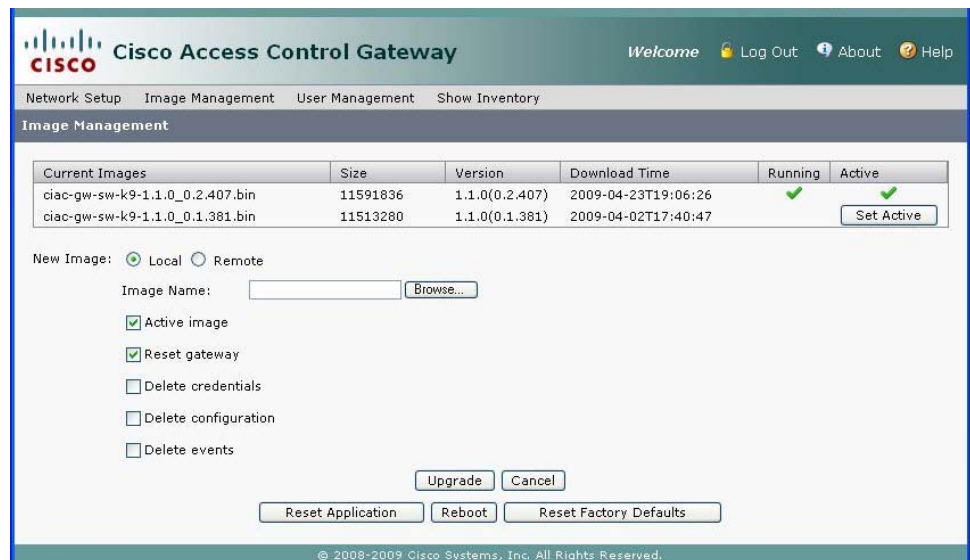 CISCO Cisco Access Control Gateway Welcome Log Out About Help
Network Setup Image Management User Management Show Inventory
Image Management
Current Images Size Version Download Time Running Active
ciac-gw-sw-k9-1.1.0_0.2.407.bin 11591836 1.1.0(0.2.407) 2009-04-23T19:06:26
ciac-gw-sw-k9-1.1.0_0.1.381.bin 11513280 1.1.0(0.1.381) 2009-04-02T17:40:47 Set Active
New Image: Local Remote
Image Name: Browse...
Active image
Reset gateway
Delete credentials
Delete configuration
Delete events
Upgrade Cancel
Reset Application Reboot Reset Factory Defaults
© 2008-2009 Cisco Systems, Inc. All Rights Reserved.